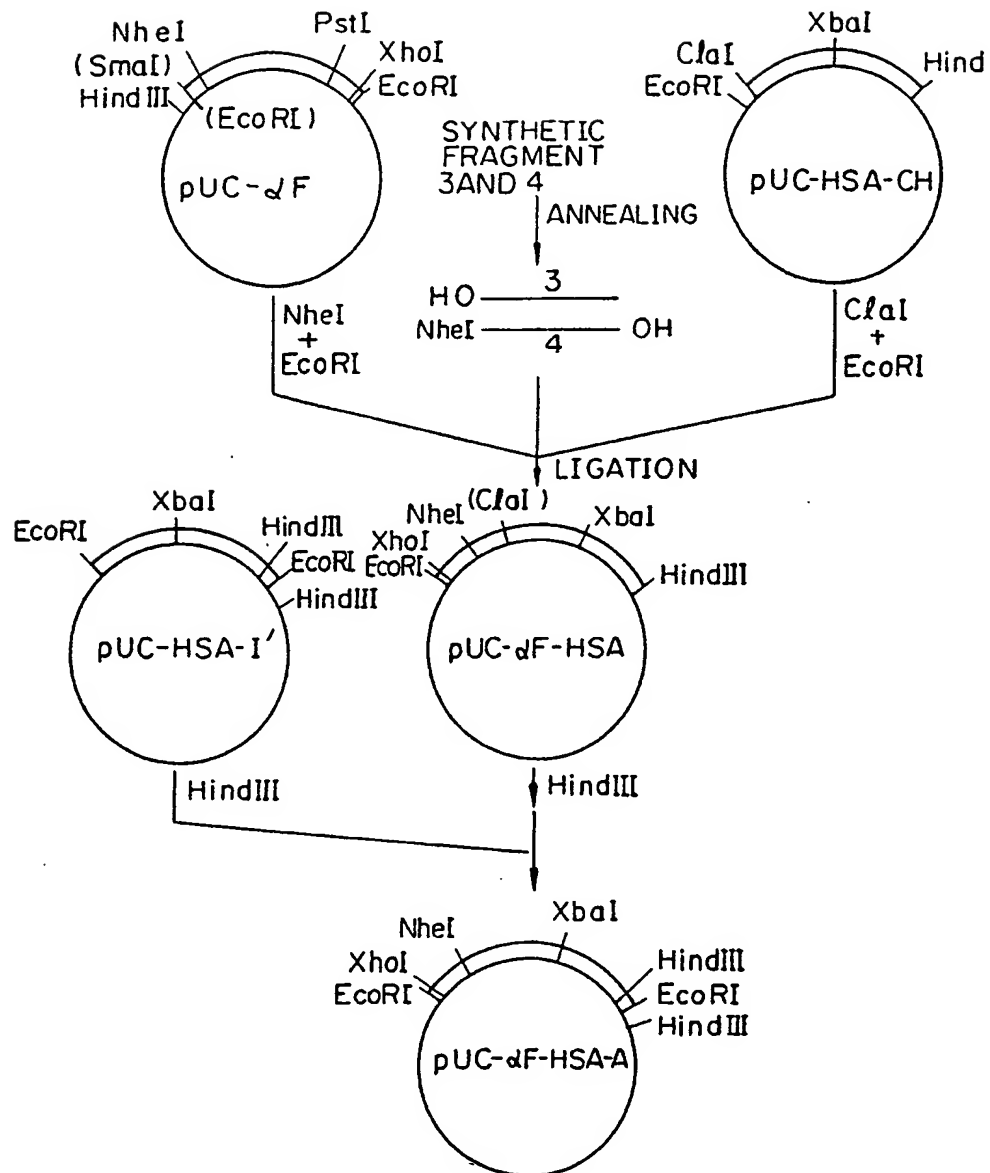 PstI
NheI
XhoI
(SmaI)
EcoRI
HindIII
(EcoRI)
pUC-αF
XbaI
ClaI
Hind
EcoRI
pUC-HSA-CH
SYNTHETIC
FRAGMENT
3AND 4
ANNEALING
3
HO
NheI
OH
4
NheI
+
EcoRI
ClaI
+
EcoRI
LIGATION
XbaI
EcoRI
HindIII
EcoRI
HindIII
pUC-HSA-I′
(ClaI)
NheI
XbaI
XhoI
EcoRI
HindIII
pUC-αF-HSA
HindIII
HindIII
XbaI
NheI
XhoI
HindIII
EcoRI
EcoRI
HindIII
pUC-αF-HSA-A